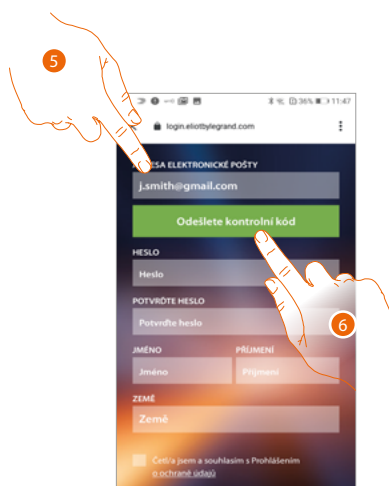 5
36% 11:47
login.eliotbylegrand.com
ESA ELEKTRONICKÉ POŠTY
j.smith@gmail.com
Odešlete kontrolní kód
HESLO
Heslo
POTVRĎTE HESLO
Potvrďte heslo
6
JMÉNO PŘÍJMENÍ
Jméno Příjmení
ZEMĚ
Země
Četl/a jsem a souhlasím s Prohlášením
o ochraně údajů